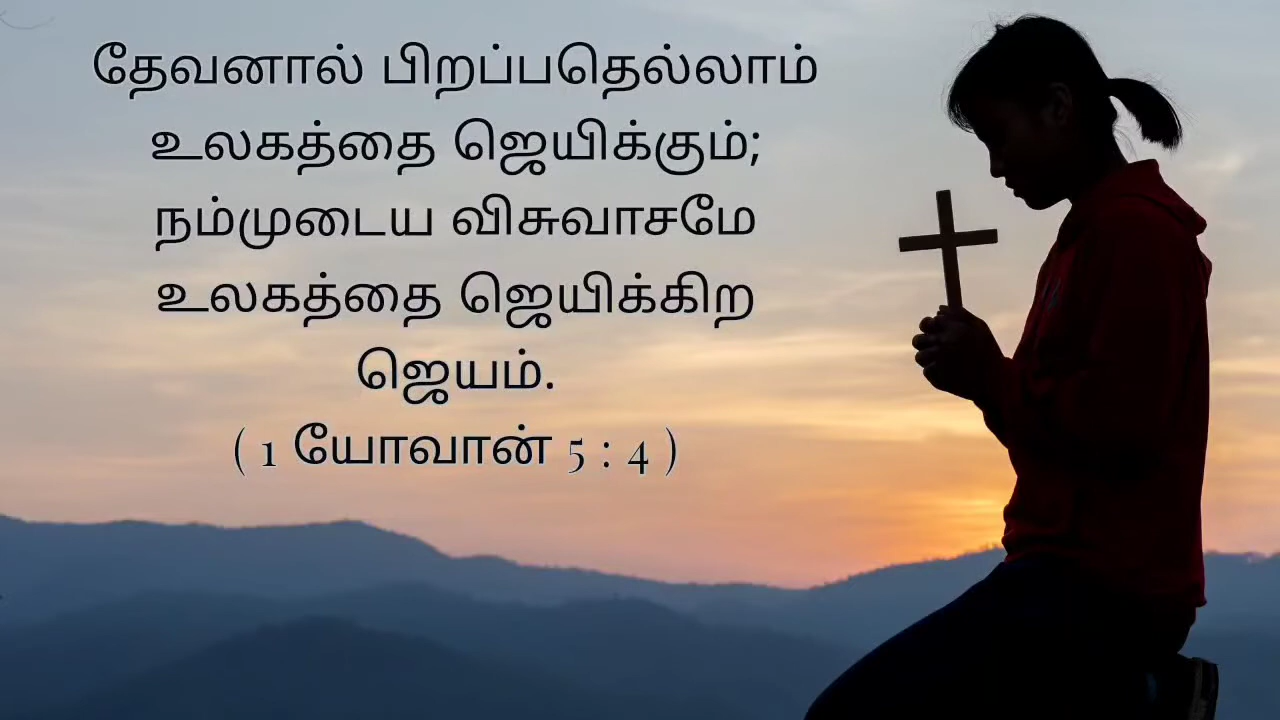 தேவனால் பிறப்பதெல்லாம்
உலகத்தை ஜெயிக்கும்;
நம்முடைய விசுவாசமே
உலகத்தை ஜெயிக்கிற
ஜெயம்.
( 1 யோவான் 5 : 4 )